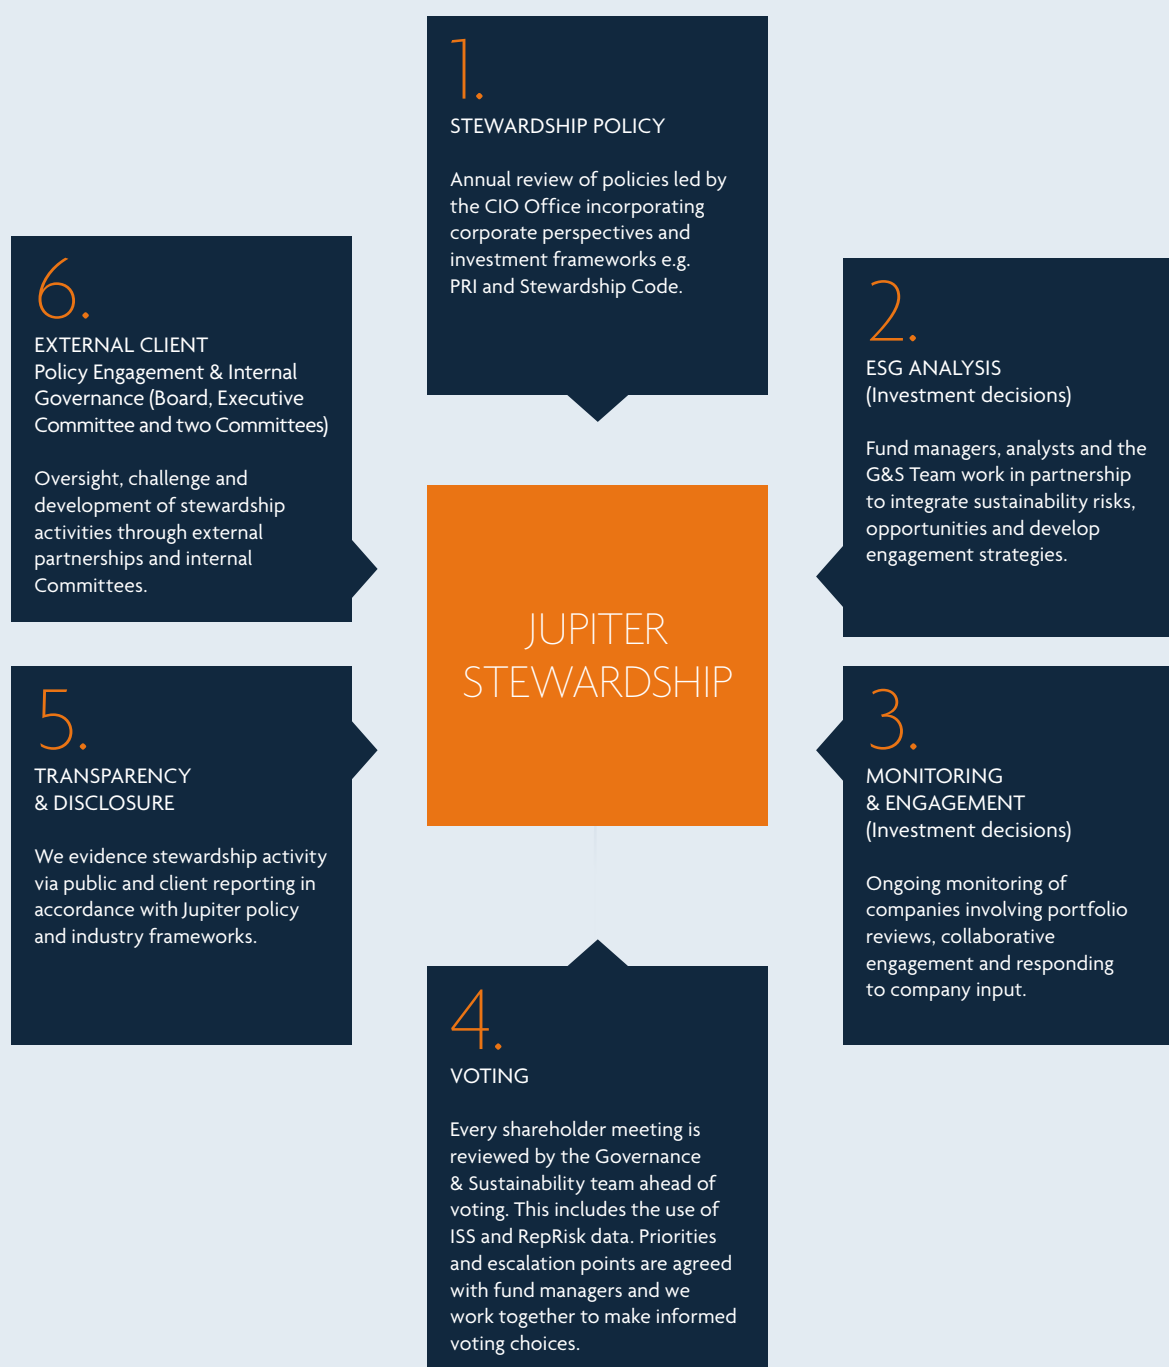 1.
STEWARDSHIP POLICY
Annual review of policies led by
the CIO Office incorporating
corporate perspectives and
investment frameworks e.g.
PRI and Stewardship Code.
2.
ESG ANALYSIS
(Investment decisions)
Fund managers, analysts and the
G&S Team work in partnership
to integrate sustainability risks,
opportunities and develop
engagement strategies.
3.
MONITORING
& ENGAGEMENT
(Investment decisions)
Ongoing monitoring of
companies involving portfolio
reviews, collaborative
engagement and responding
to company input.
4.
VOTING
Every shareholder meeting is
reviewed by the Governance
& Sustainability team ahead of
voting. This includes the use of
ISS and RepRisk data. Priorities
and escalation points are agreed
with fund managers and we
work together to make informed
voting choices.
5.
TRANSPARENCY
& DISCLOSURE
We evidence stewardship activity
via public and client reporting in
accordance with Jupiter policy
and industry frameworks.
6.
EXTERNAL CLIENT
Policy Engagement & Internal
Governance (Board, Executive
Committee and two Committees)
Oversight, challenge and
development of stewardship
activities through external
partnerships and internal
Committees.
JUPITER
STEWARDSHIP